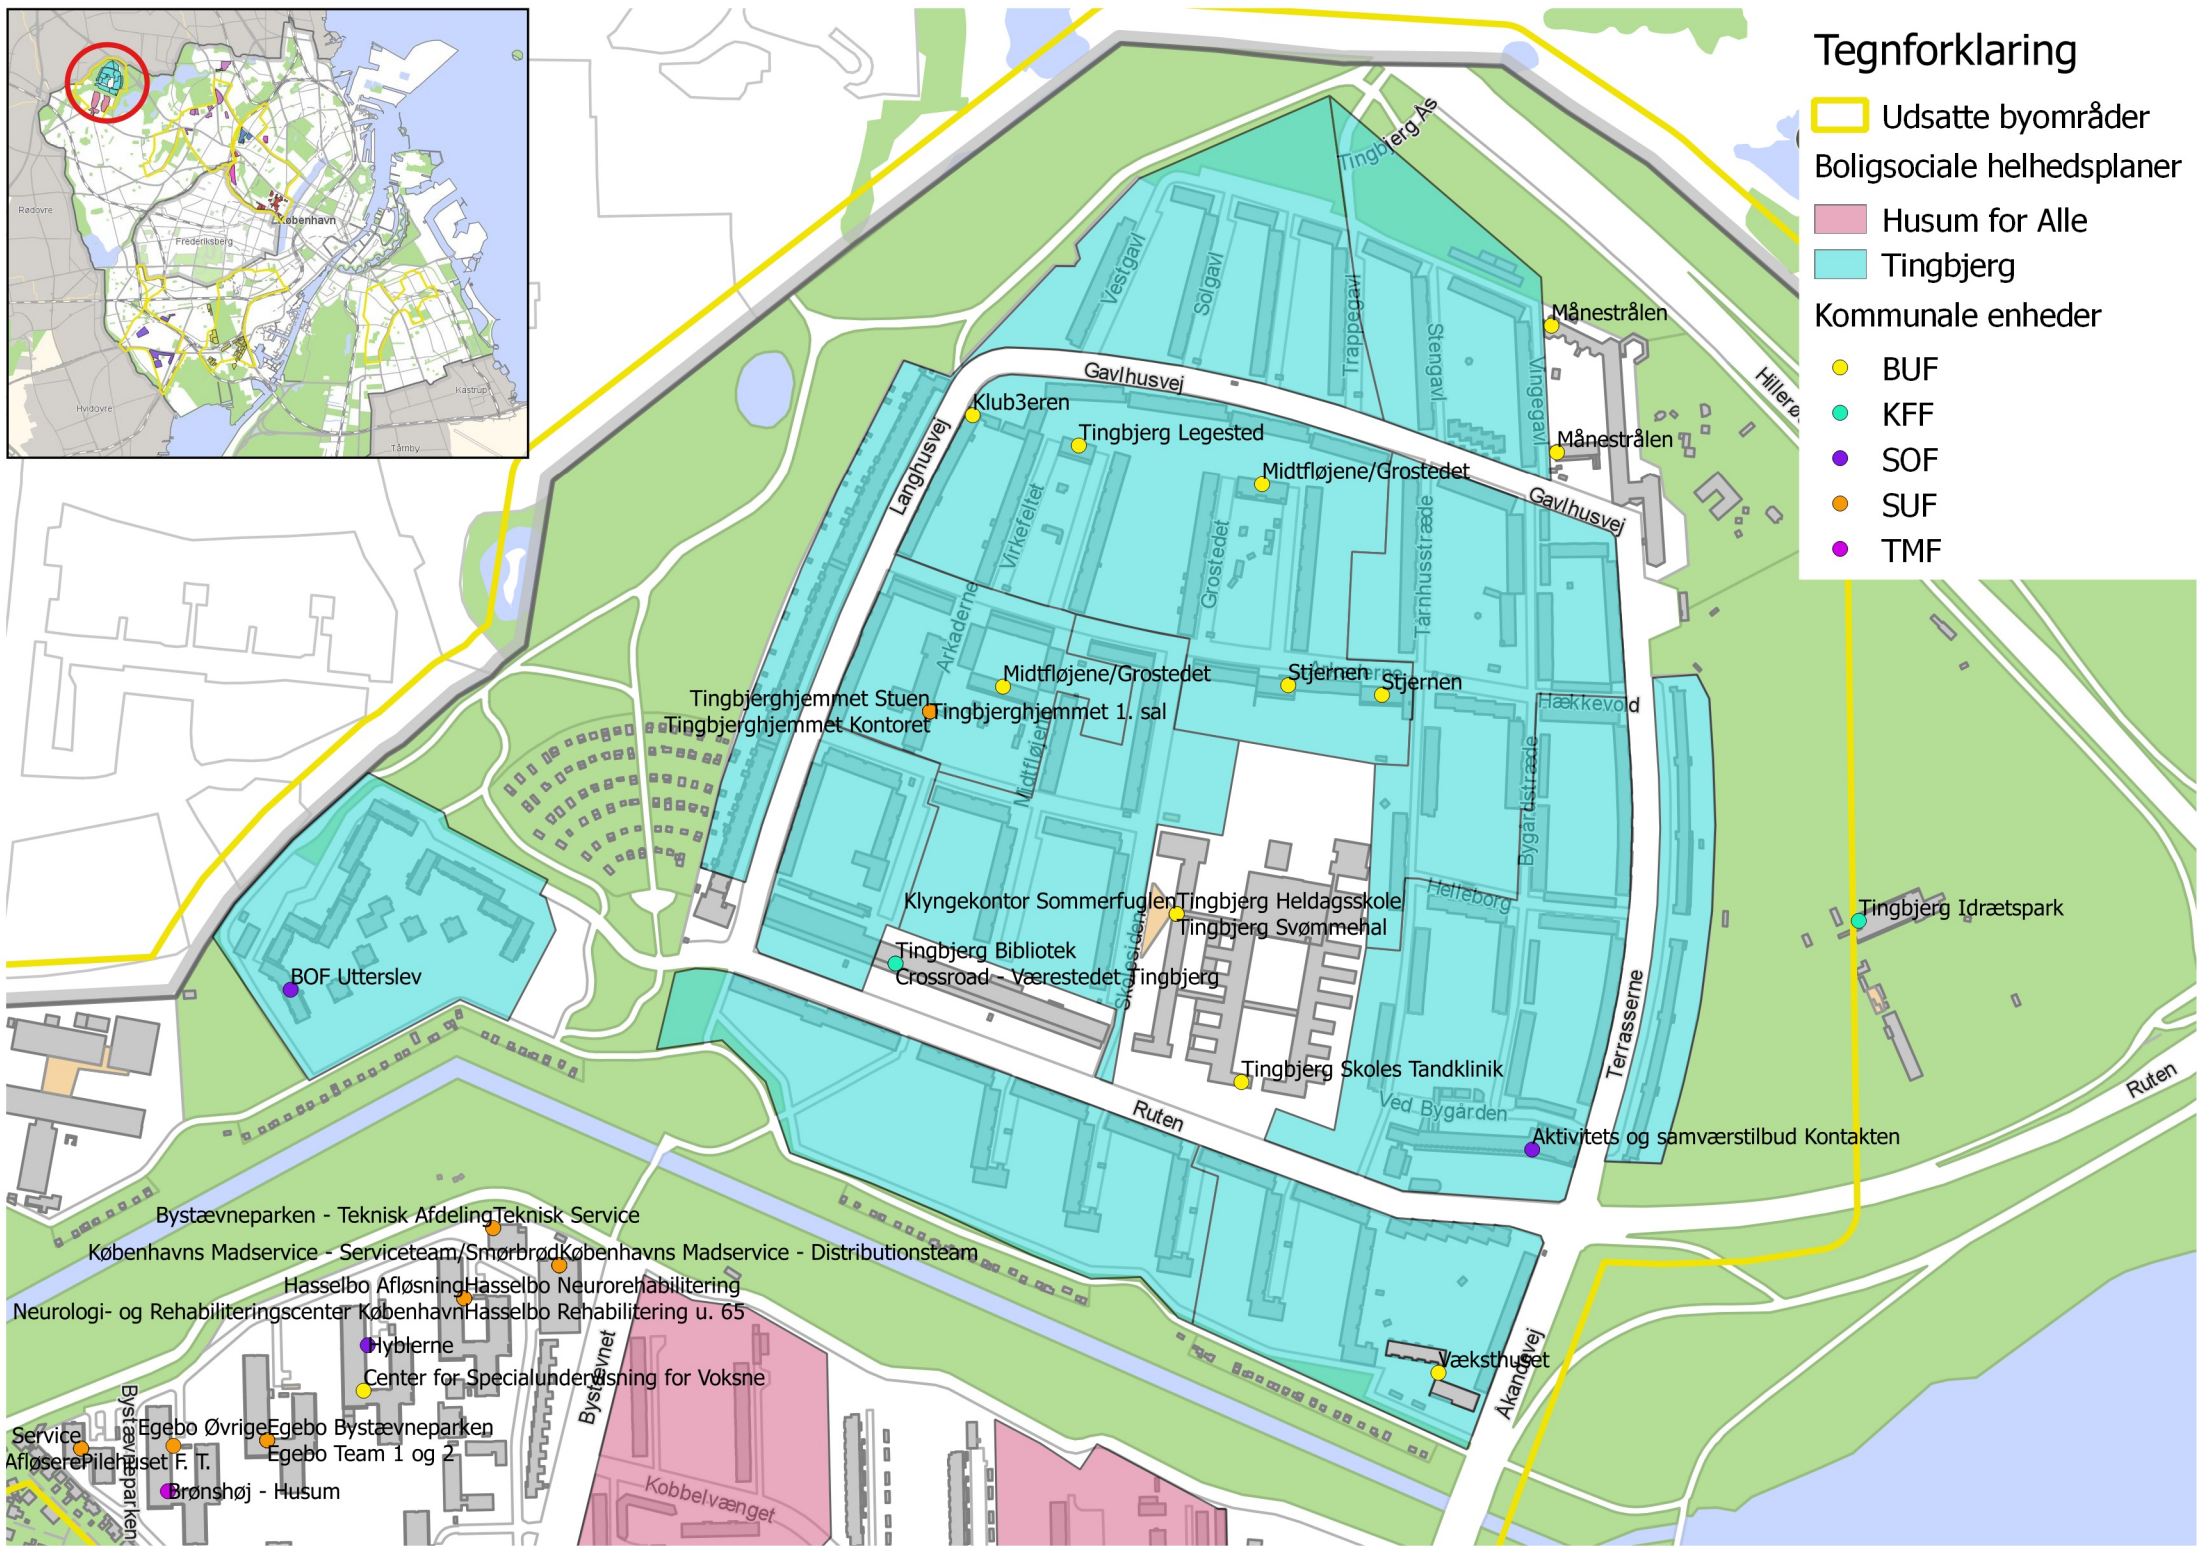 Rødovre
København
Frederiksberg
Hvidovre
Kastrup
Tårnby
Tegnforklaring
Udsatte byområder
Boligsociale helhedsplaner
Husum for Alle
Tingbjerg
Kommunale enheder
BUF
KFF
SOF
SUF
TMF
Tingbjerg Ås
Vestgavl
Solgavl
Trappegavl
Stengavl
Vingegavl
Månestrålen
Månestrålen
Gavlhusvej
Gavlhusvej
Langhusvej
Klub3eren
Tingbjerg Legested
Midtfløjene/Grostedet
Virkefeltet
Grostedet
Tårnhusstræde
Arkaderne
Arkaderne
Midtfløjene/Grostedet
Stjernen
Stjernen
Tingbjerghjemmet Stuen
Tingbjerghjemmet 1. sal
Tingbjerghjemmet Kontoret
Midtfløjene
Hækkevold
Bygårdstræde
Helleborg
Klyngekontor Sommerfuglen
Tingbjerg Heldagsskole
Tingbjerg Svømmehal
Skolesiden
Tingbjerg Bibliotek
Crossroad - Værestedet Tingbjerg
BOF Utterslev
Tingbjerg Idrætspark
Terrasserne
Tingbjerg Skoles Tandklinik
Ved Bygården
Ruten
Ruten
Aktivitets og samværstilbud Kontakten
Bystævneparken - Teknisk Afdeling
Teknisk Service
Københavns Madservice - Serviceteam/Smørbrød
Københavns Madservice - Distributionsteam
Hasselbo Afløsning
Hasselbo Neurorehabilitering
Neurologi- og Rehabiliteringscenter København
Hasselbo Rehabilitering u. 65
Hyblerne
Center for Specialundervisning for Voksne
Bystævnet
Bystævneparken
Væksthuset
Åkandevej
Egebo Øvrige
Egebo Bystævneparken
Egebo Team 1 og 2
Service
Afløsere
Pilehuset F. T.
Brønshøj - Husum
Kobbelvænget